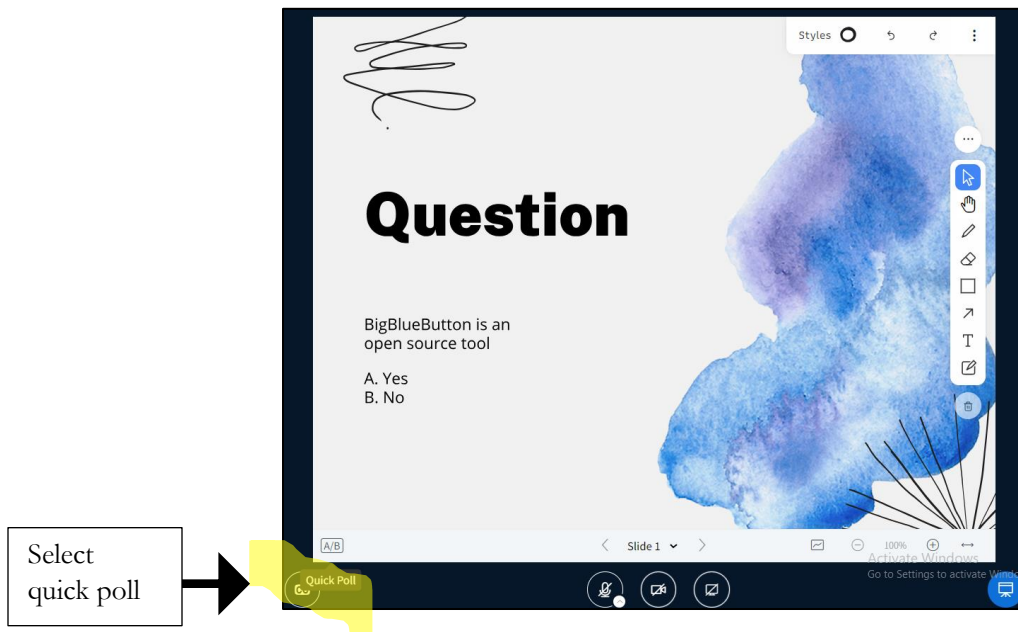 Styles
Question
BigBlueButton is an
open source tool
A. Yes
B. No
T
A/B
Slide 1
100%
Activate Windows
Go to Settings to activate Windo
Quick Poll
Select
quick poll